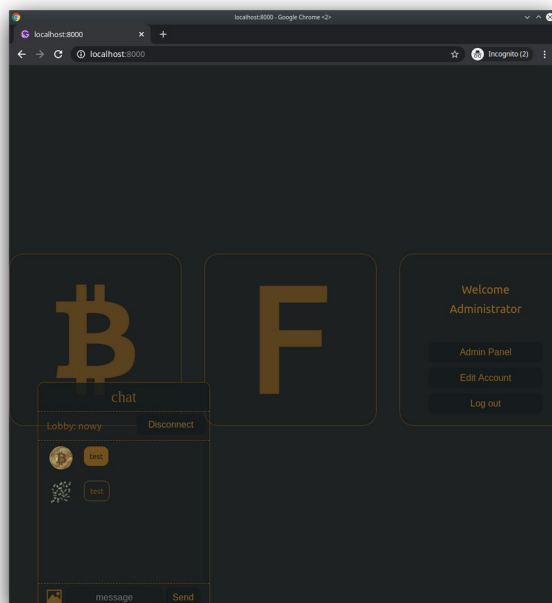 localhost:8000 - Google Chrome <2>
localhost:8000
localhost:8000
Incognito (2)
F
Welcome
Administrator
Admin Panel
Edit Account
Log out
chat
Lobby: nowy
Disconnect
test
test
message
Send